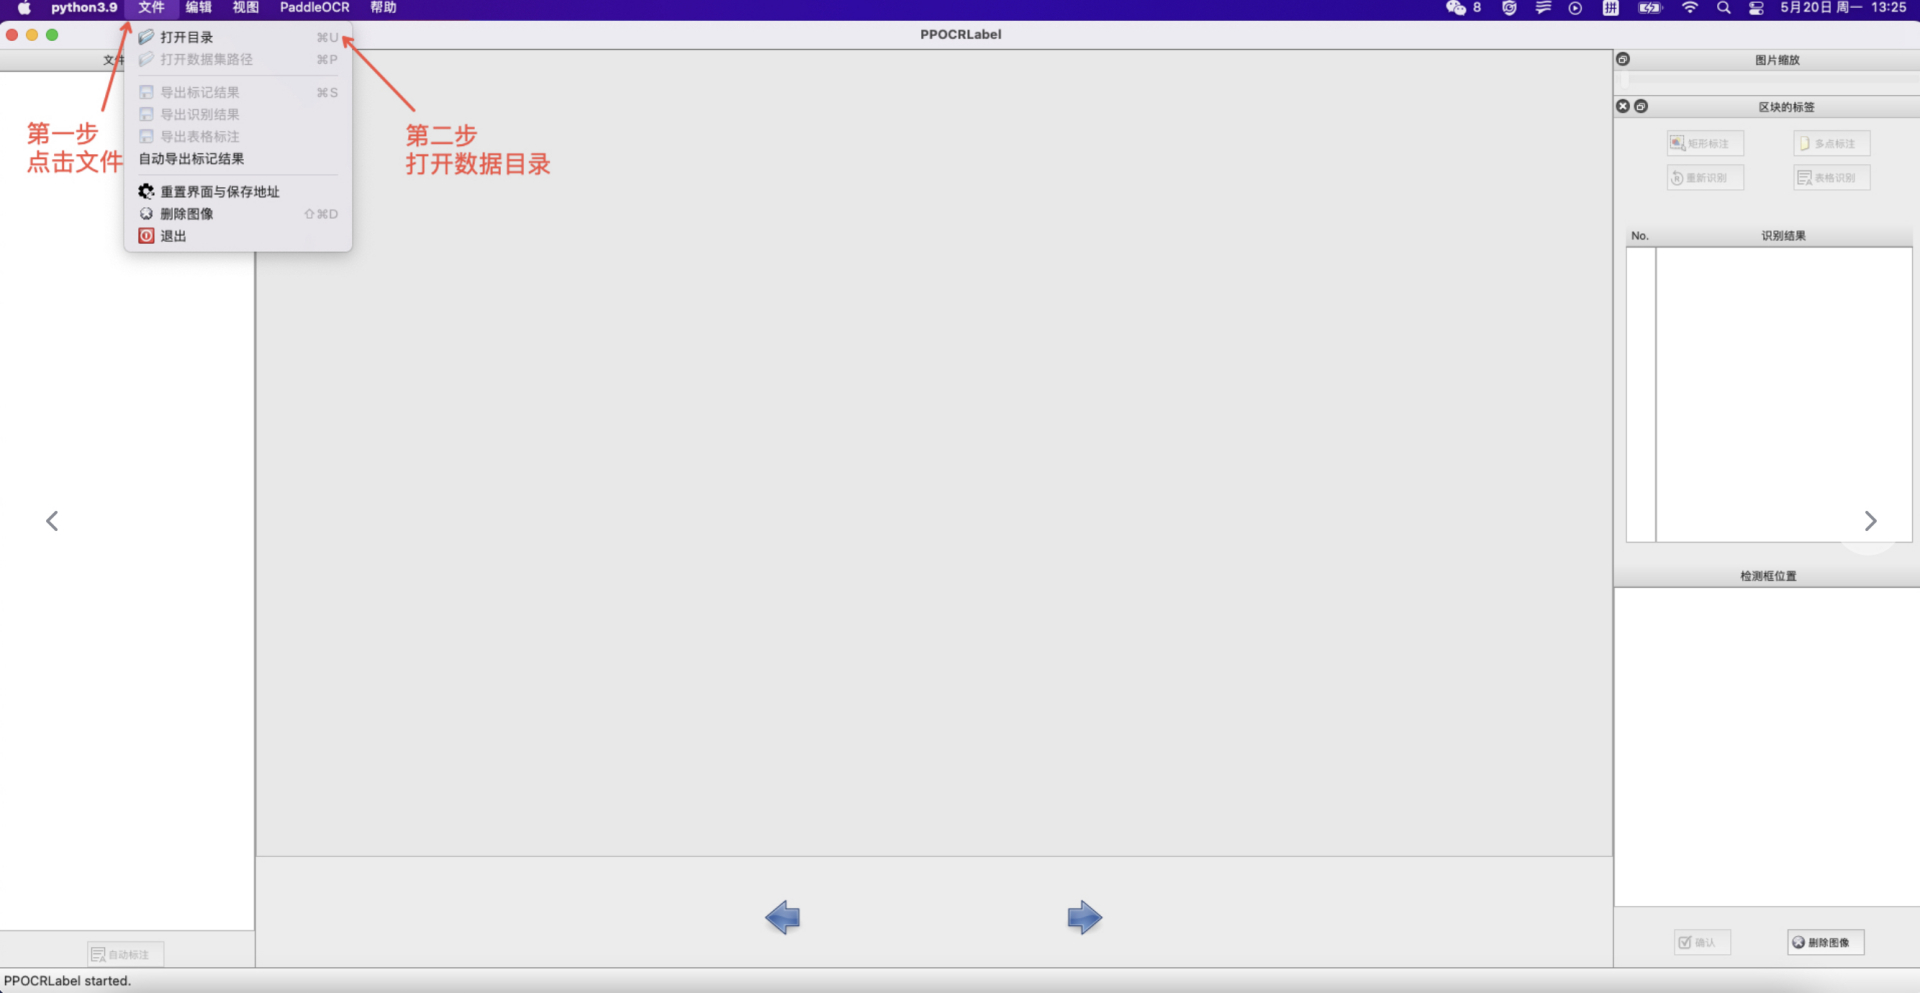 python3.9 文件 编辑 视图 PaddleOCR 帮助 8 拼 5月20日 周一 13:25
PPOCRLabel
文件
打开目录 ⌘U
打开数据集路径 ⌘P
导出标记结果 ⌘S
导出识别结果
导出表格标注
自动导出标记结果
重置界面与保存地址
删除图像 ⇧⌘D
退出
第一步
点击文件
第二步
打开数据目录
图片缩放
区块的标签
矩形标注 多点标注
重新识别 表格识别
No. 识别结果
检测框位置
自动标注
确认 删除图像
PPOCRLabel started.